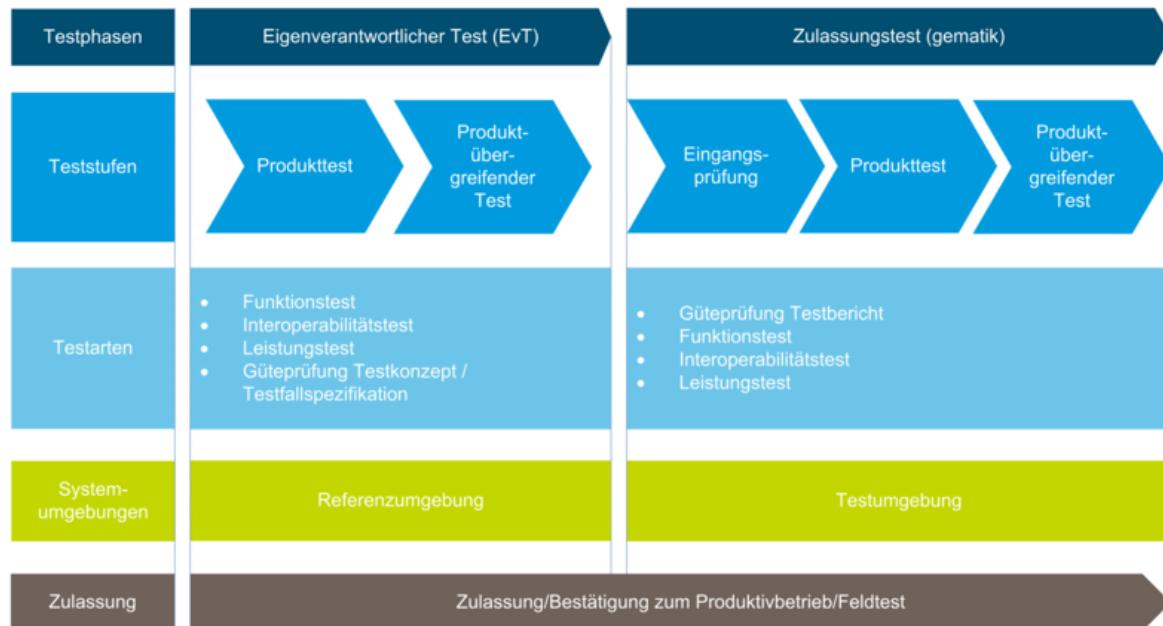 Testphasen
Eigenverantwortlicher Test (EvT)
Zulassungstest (gematik)
Teststufen
Produkttest
Produkt-
über-
greifender
Test
Eingangs-
prüfung
Produkttest
Produkt-
über-
greifender
Test
Testarten
• Funktionstest
• Interoperabilitätstest
• Leistungstest
• Güteprüfung Testkonzept /
Testfallspezifikation
• Güteprüfung Testbericht
• Funktionstest
• Interoperabilitätstest
• Leistungstest
System-
umgebungen
Referenzumgebung
Testumgebung
Zulassung
Zulassung/Bestätigung zum Produktivbetrieb/Feldtest